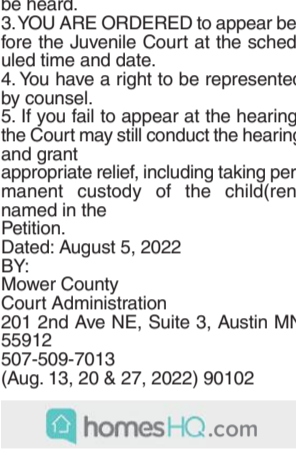 be heard.
3. YOU ARE ORDERED to appear be
fore the Juvenile Court at the sched
uled time and date.
4. You have a right to be represented
by counsel.
5. If you fail to appear at the hearing
the Court may still conduct the hearing
and grant
appropriate relief, including taking per
manent custody of the child(ren
named in the
Petition.
Dated: August 5, 2022
BY:
Mower County
Court Administration
201 2nd Ave NE, Suite 3, Austin MN
55912
507-509-7013
(Aug. 13, 20 & 27, 2022) 90102
homesHQ.com